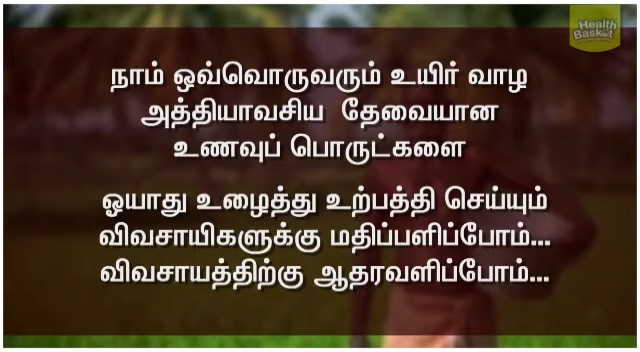 Health
Basket
நாம் ஒவ்வொருவரும் உயிர் வாழ
அத்தியாவசிய தேவையான
உணவுப் பொருட்களை
ஓயாது உழைத்து உற்பத்தி செய்யும்
விவசாயிகளுக்கு மதிப்பளிப்போம்...
விவசாயத்திற்கு ஆதரவளிப்போம்...